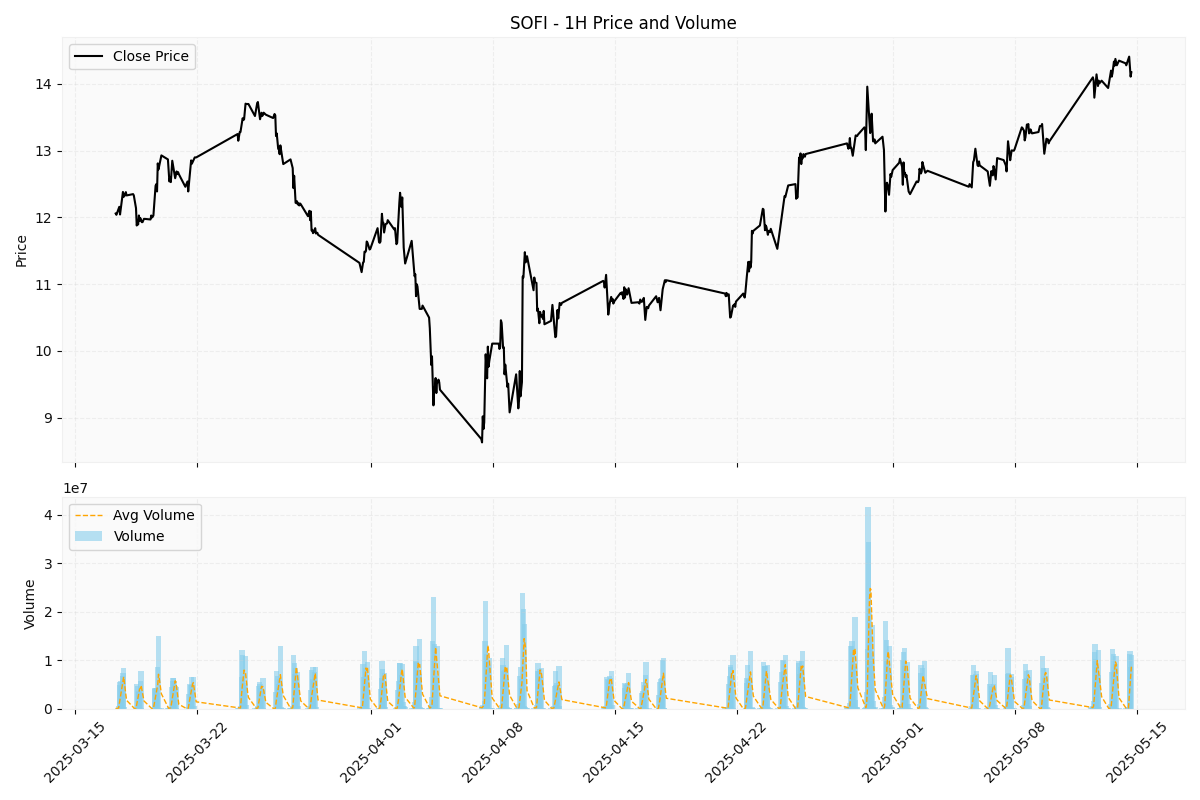 SOFI - 1H Price and Volume
Close Price
Price
14
13
12
11
10
9
1e7
Avg Volume
Volume
Volume
4
3
2
1
0
2025-03-15
2025-03-22
2025-04-01
2025-04-08
2025-04-15
2025-04-22
2025-05-01
2025-05-08
2025-05-15